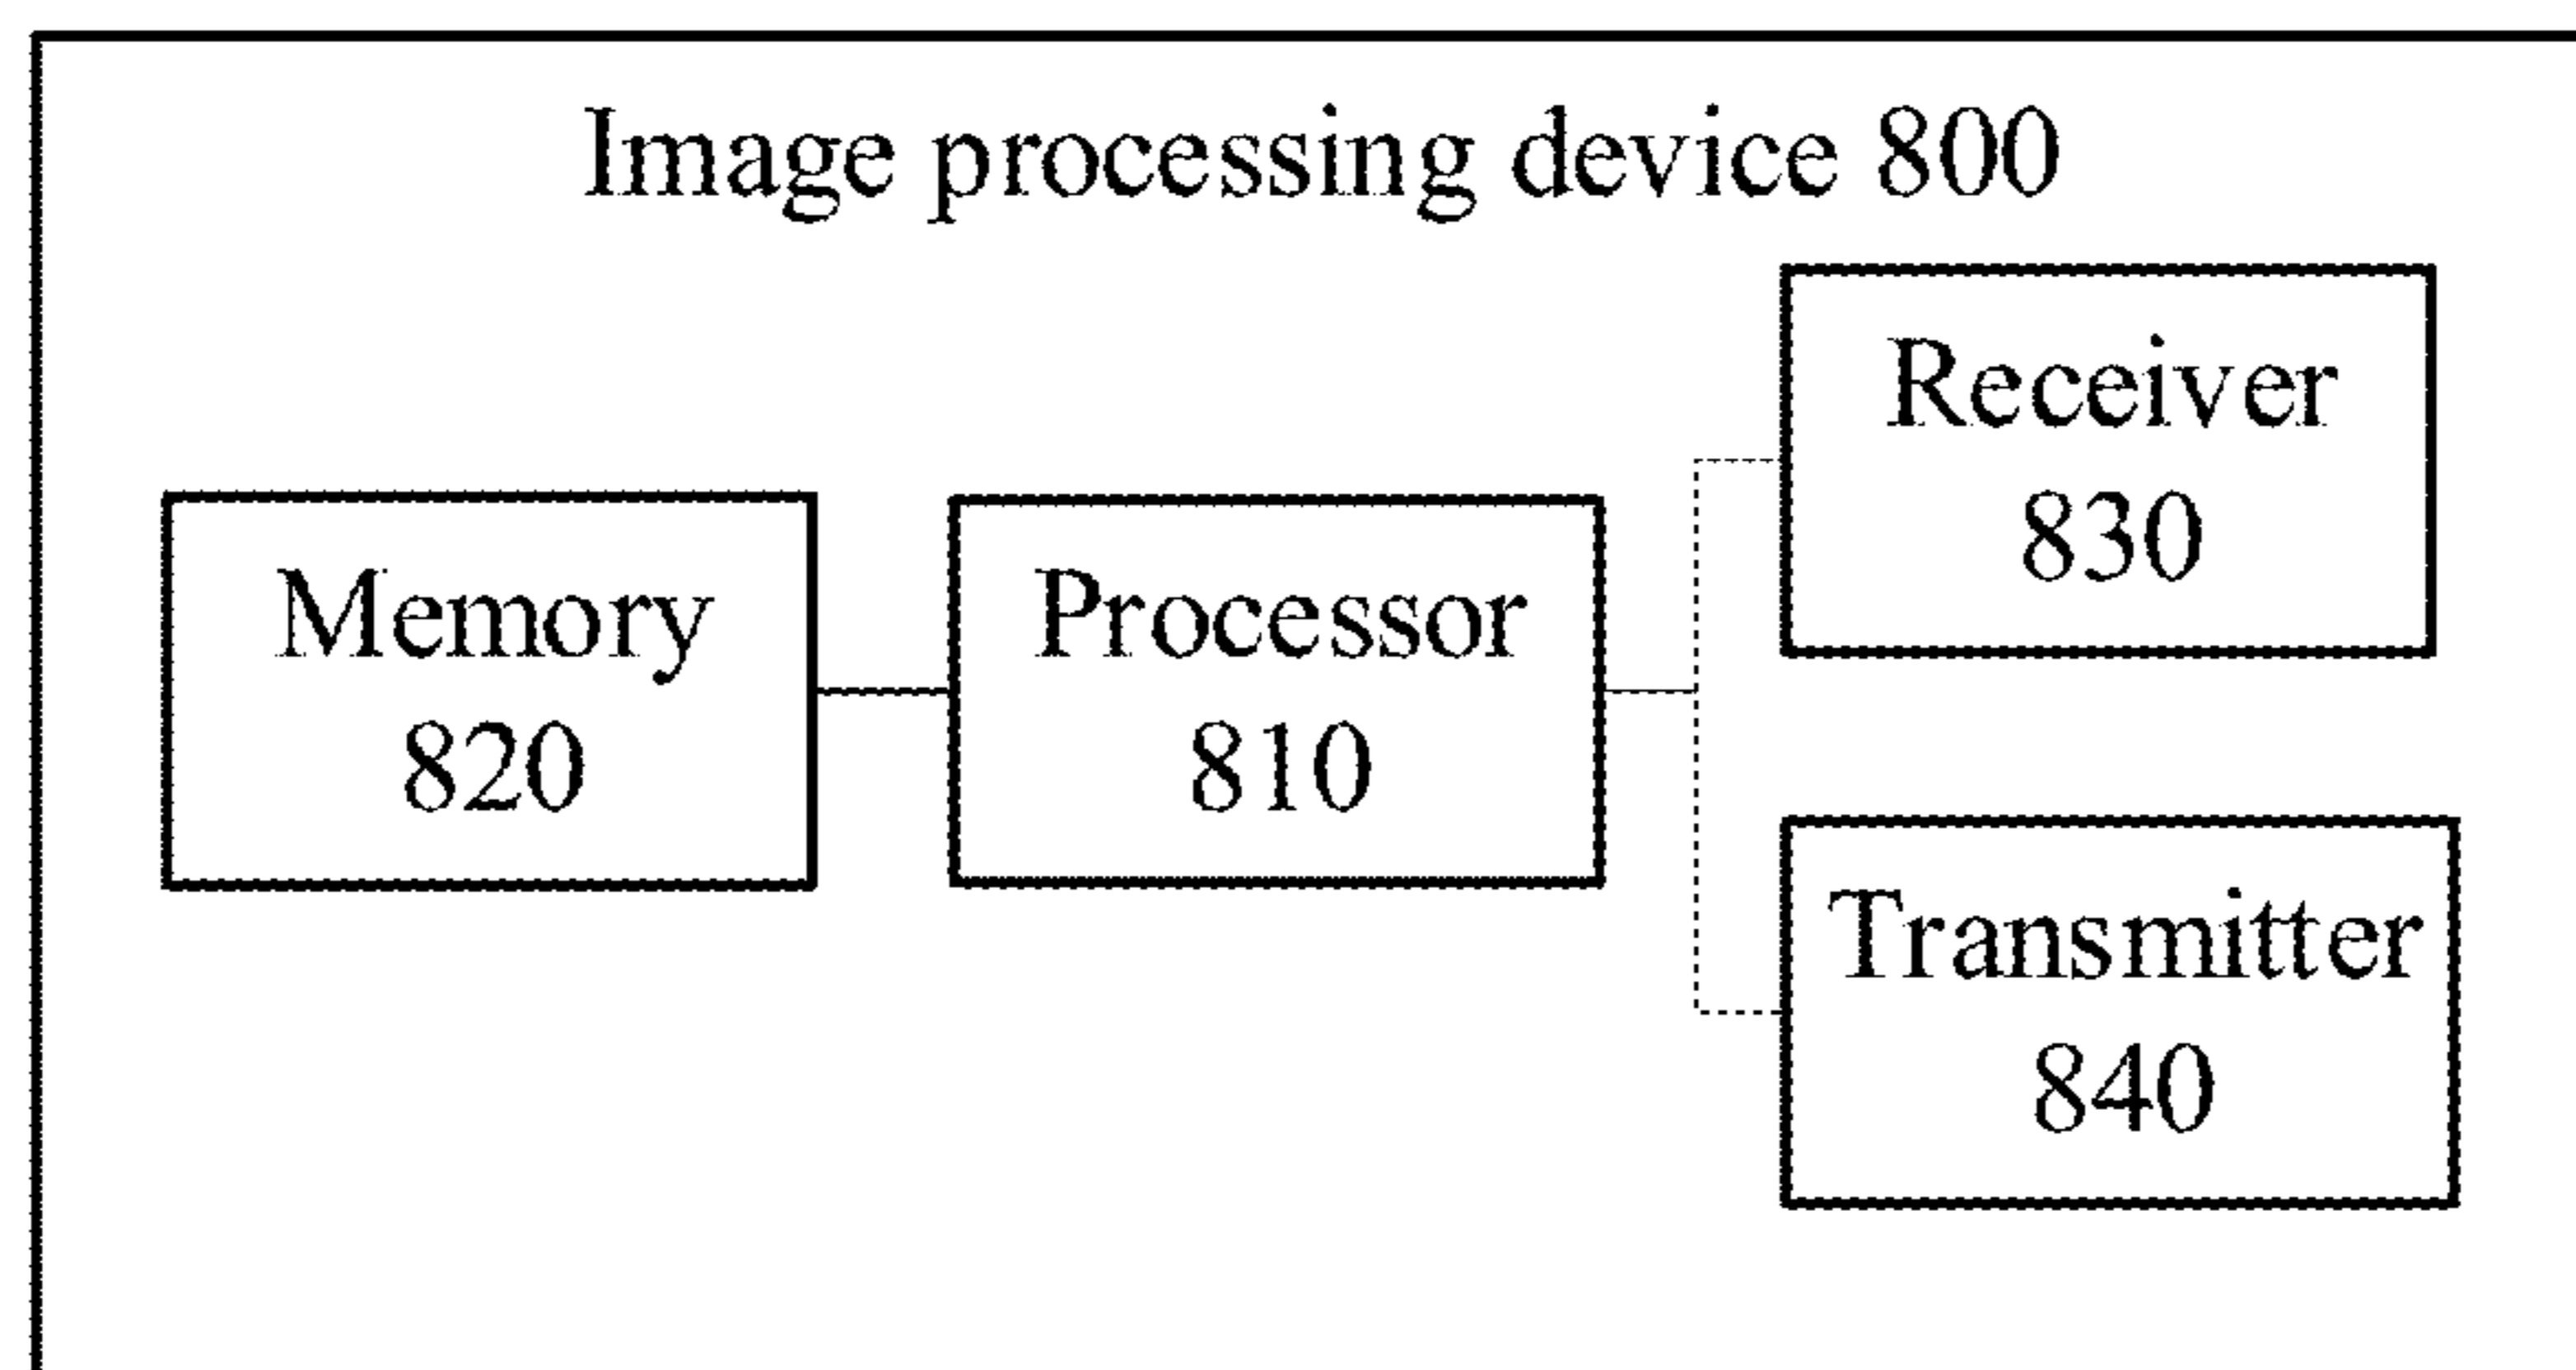 Image processing device 800
Receiver
830
Memory
820
Processor
810
Transmitter
840